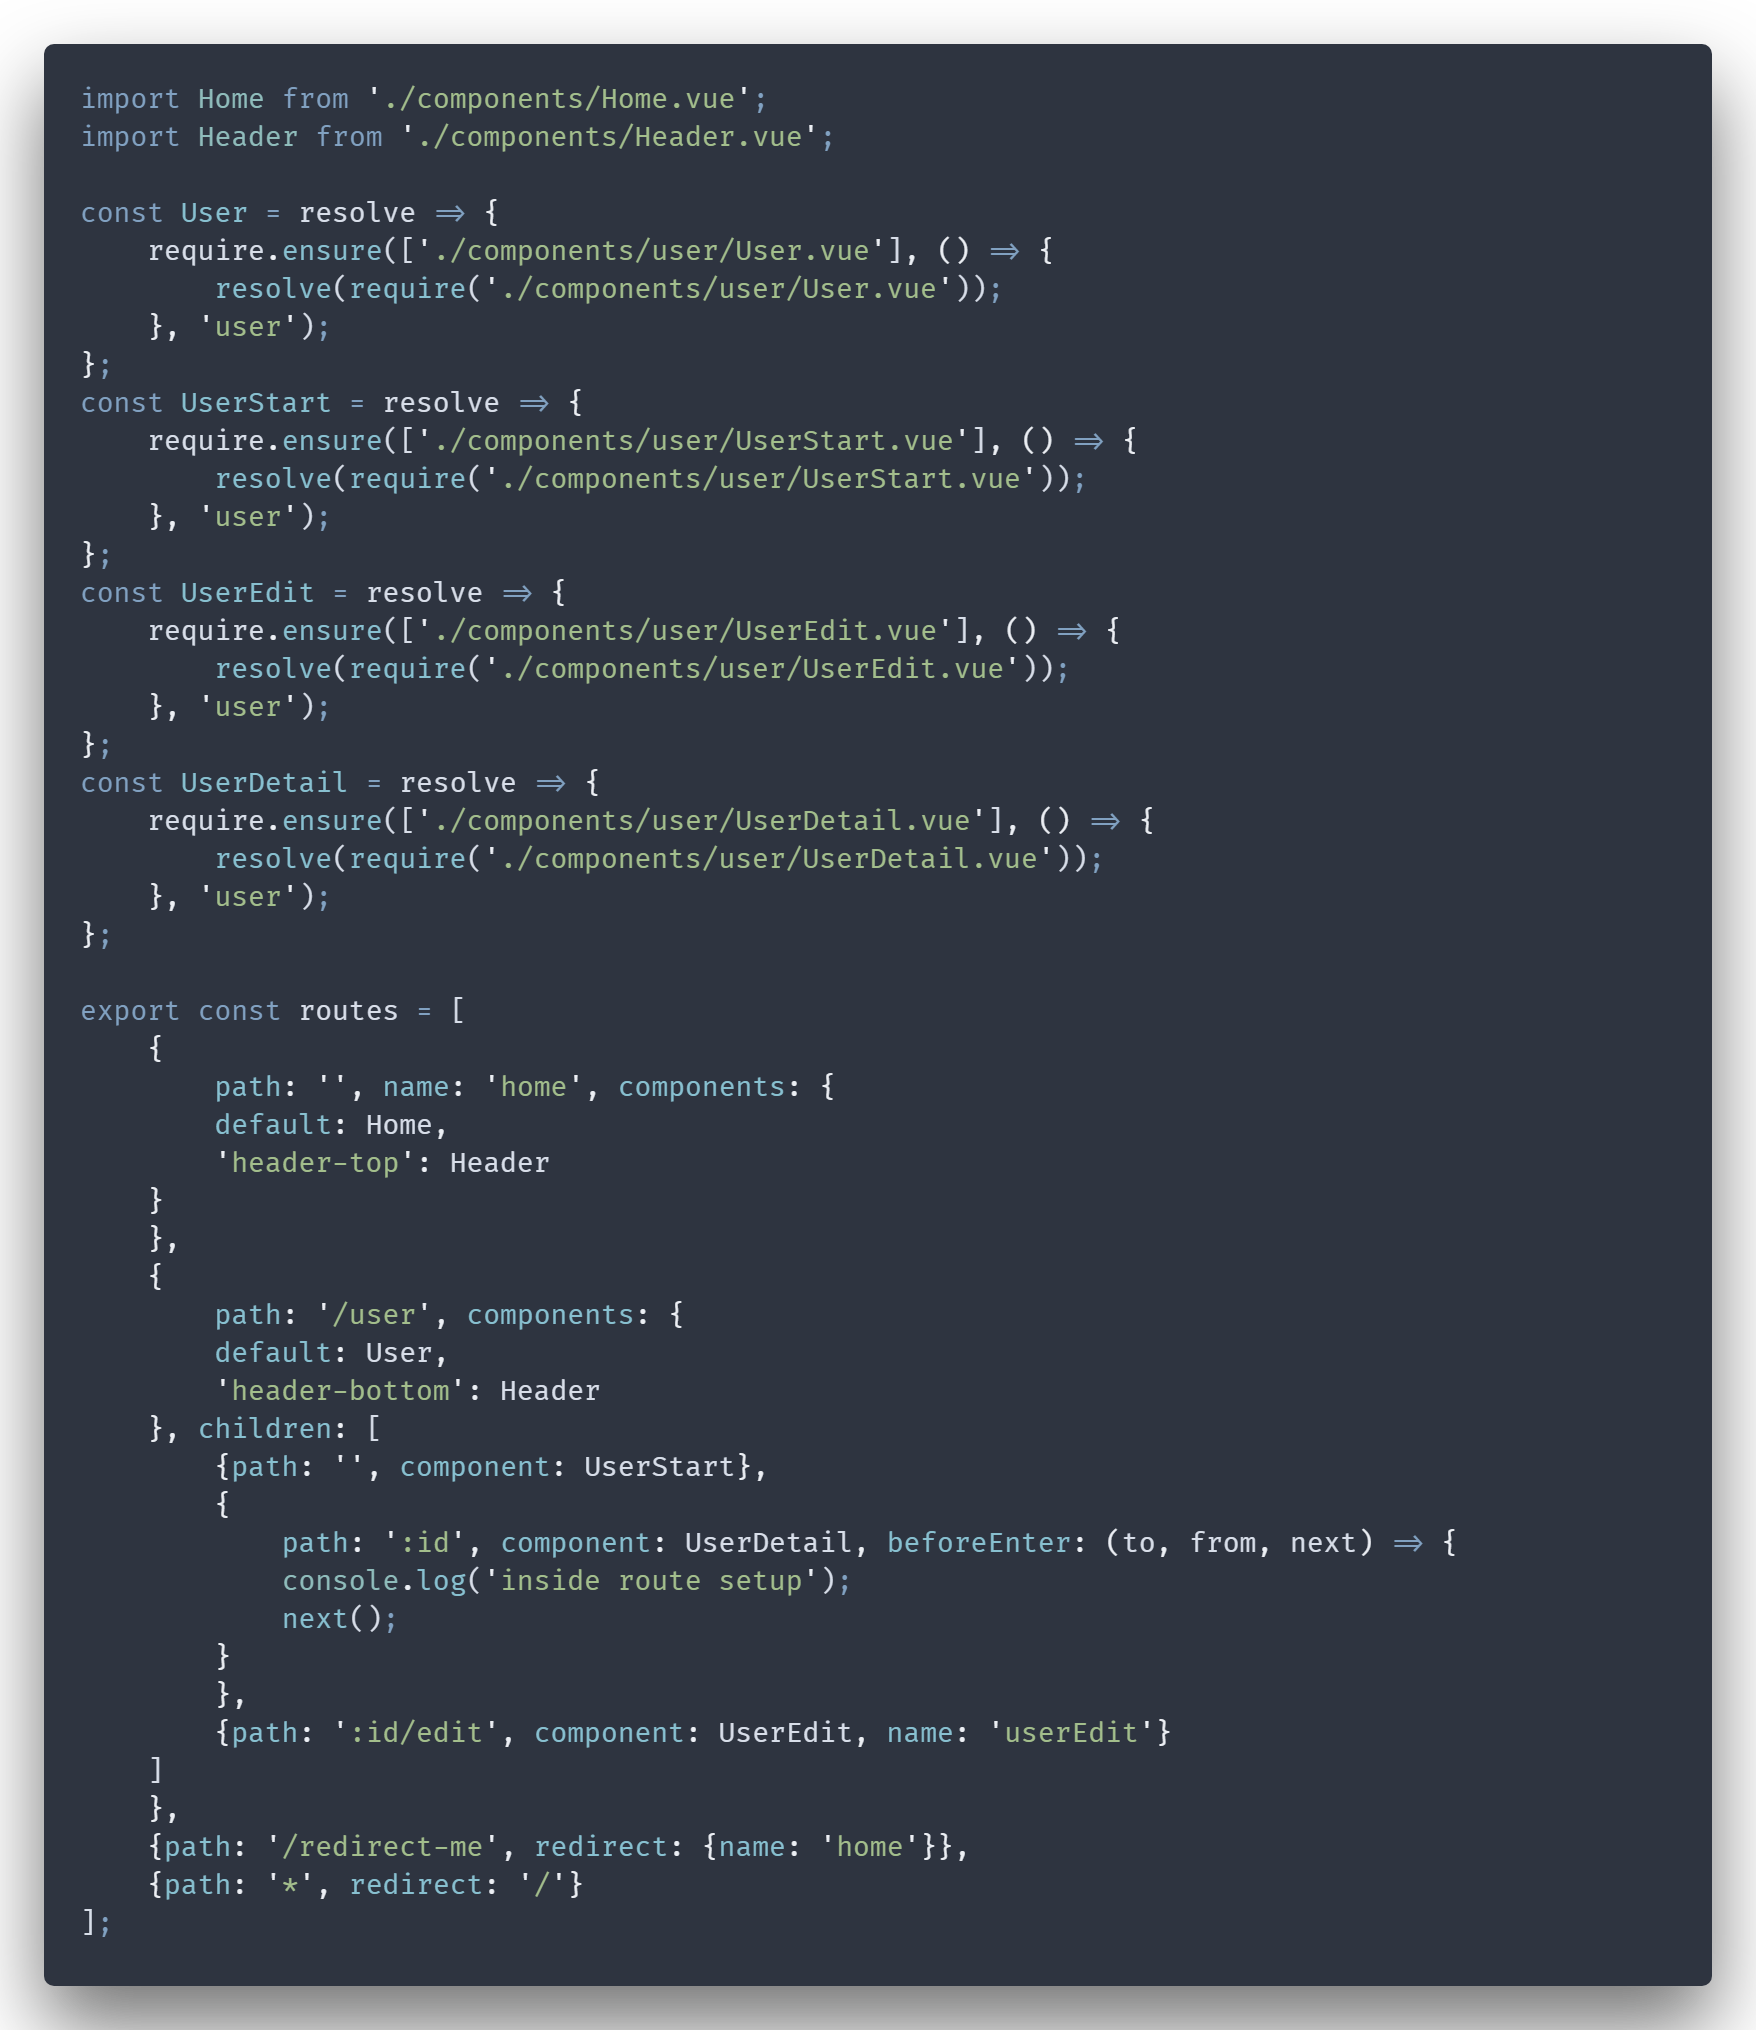 import Home from './components/Home.vue';
import Header from './components/Header.vue';

const User = resolve => {
    require.ensure(['./components/user/User.vue'], () => {
        resolve(require('./components/user/User.vue'));
    }, 'user');
};
const UserStart = resolve => {
    require.ensure(['./components/user/UserStart.vue'], () => {
        resolve(require('./components/user/UserStart.vue'));
    }, 'user');
};
const UserEdit = resolve => {
    require.ensure(['./components/user/UserEdit.vue'], () => {
        resolve(require('./components/user/UserEdit.vue'));
    }, 'user');
};
const UserDetail = resolve => {
    require.ensure(['./components/user/UserDetail.vue'], () => {
        resolve(require('./components/user/UserDetail.vue'));
    }, 'user');
};

export const routes = [
    {
        path: '', name: 'home', components: {
        default: Home,
        'header-top': Header
    }
    },
    {
        path: '/user', components: {
        default: User,
        'header-bottom': Header
    }, children: [
        {path: '', component: UserStart},
        {
            path: ':id', component: UserDetail, beforeEnter: (to, from, next) => {
            console.log('inside route setup');
            next();
        }
        },
        {path: ':id/edit', component: UserEdit, name: 'userEdit'}
    ]
    },
    {path: '/redirect-me', redirect: {name: 'home'}},
    {path: '*', redirect: '/'}
];